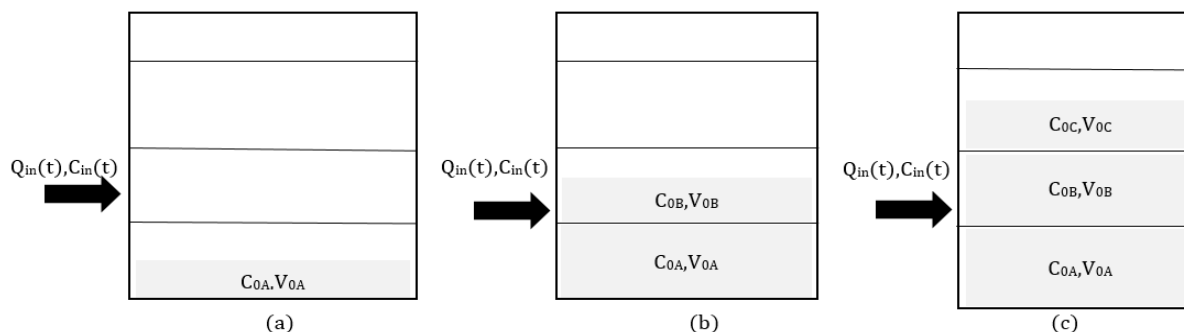 Qin(t),Cin(t)
C0A.V0A
(a)
Qin(t),Cin(t)
C0B,V0B
C0A,V0A
(b)
C0C,V0C
Qin(t),Cin(t)
C0B,V0B
C0A,V0A
(c)